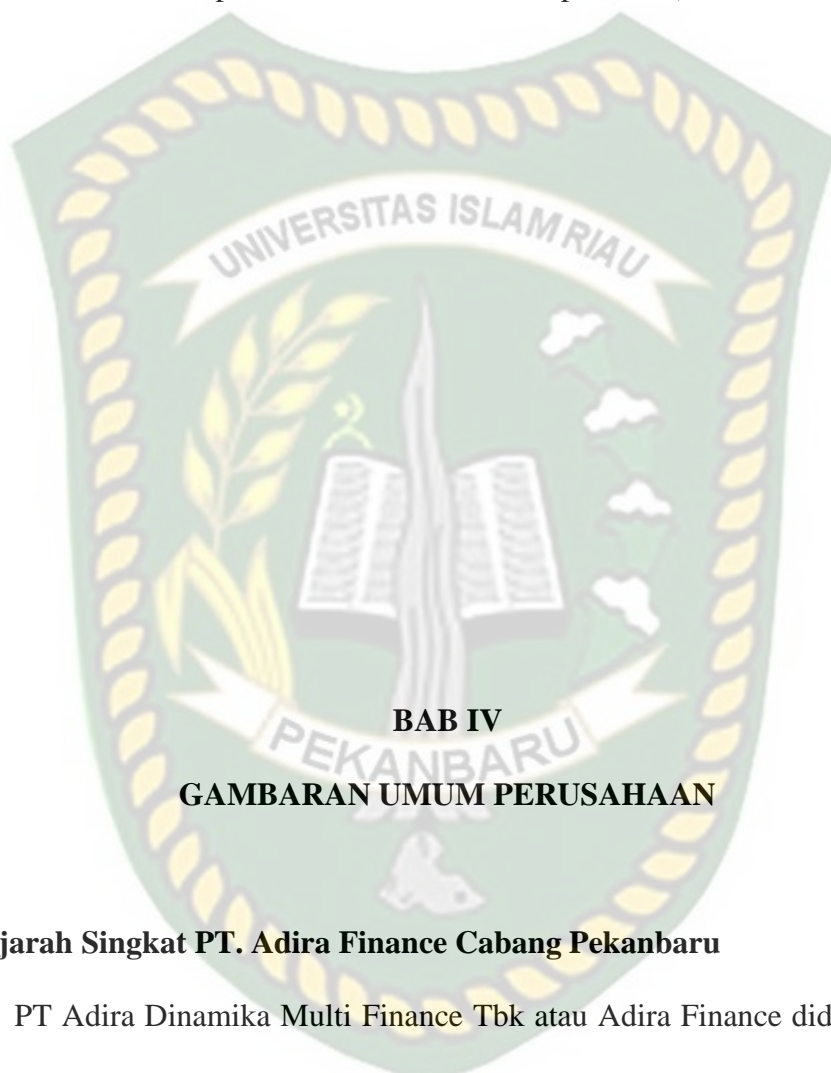 UNIVERSITAS ISLAM RIAU
PEKANBARU
BAB IV
GAMBARAN UMUM PERUSAHAAN
jarah Singkat PT. Adira Finance Cabang Pekanbaru
PT Adira Dinamika Multi Finance Tbk atau Adira Finance did